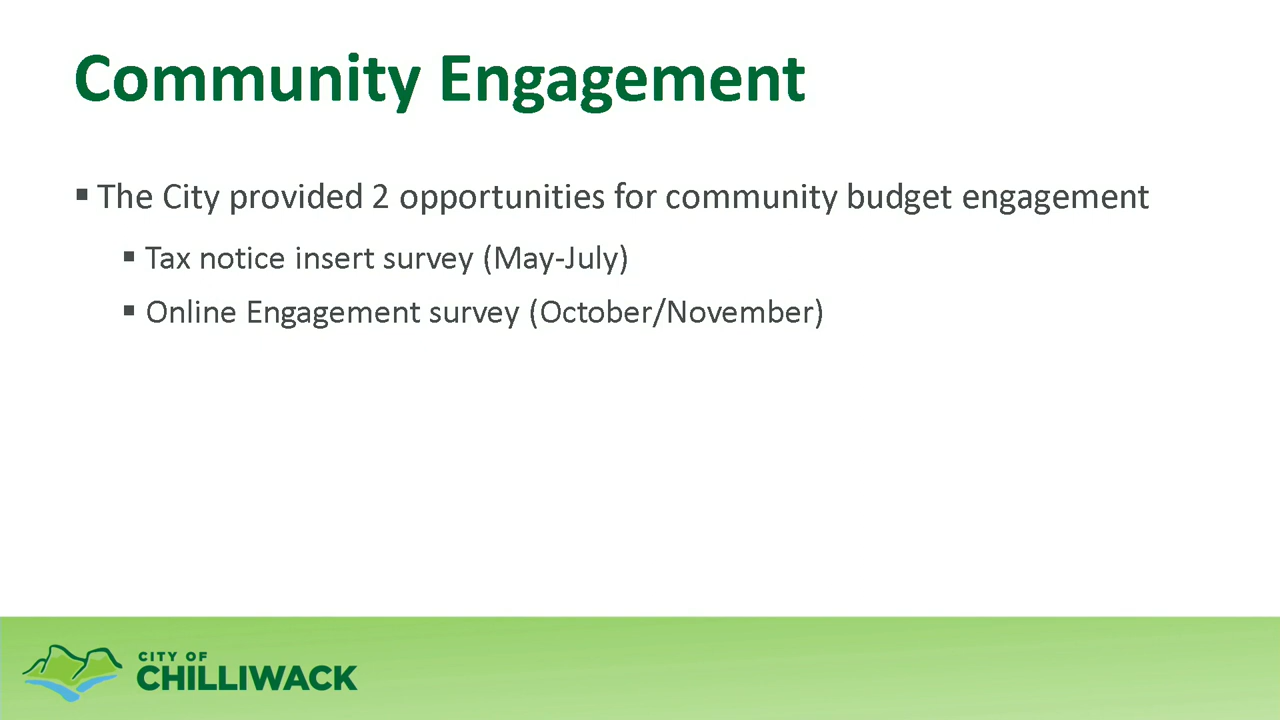 Community Engagement
▪ The City provided 2 opportunities for community budget engagement
▪ Tax notice insert survey (May-July)
▪ Online Engagement survey (October/November)
CITY OF
CHILLIWACK